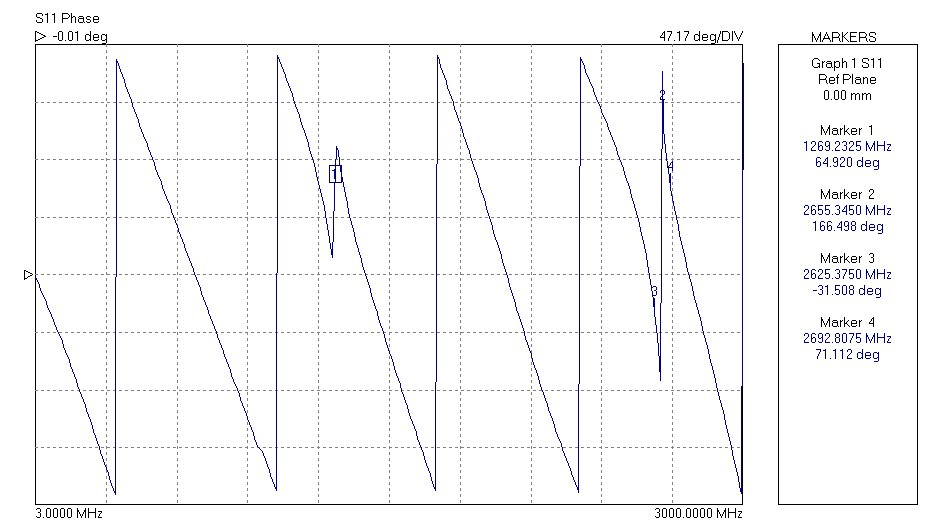 S11 Phase
-0.01 deg
47.17 deg/DIV
1
2
3
4
3.0000 MHz
3000.0000 MHz
MARKERS
Graph 1 S11
Ref Plane
0.00 mm
Marker 1
1269.2325 MHz
64.920 deg
Marker 2
2655.3450 MHz
166.498 deg
Marker 3
2625.3750 MHz
-31.508 deg
Marker 4
2692.8075 MHz
71.112 deg